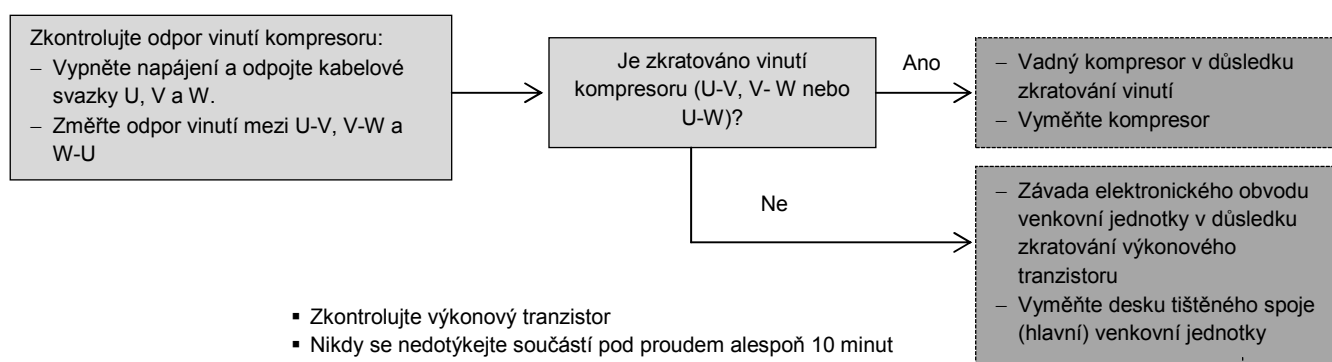 Zkontrolujte odpor vinutí kompresoru:
– Vypněte napájení a odpojte kabelové
svazky U, V a W.
– Změřte odpor vinutí mezi U-V, V-W a
W-U
Je zkratováno vinutí
kompresoru (U-V, V- W nebo
U-W)?
Ano
– Vadný kompresor v důsledku
zkratování vinutí
– Vyměňte kompresor
Ne
– Závada elektronického obvodu
venkovní jednotky v důsledku
zkratování výkonového
tranzistoru
– Vyměňte desku tištěného spoje
(hlavní) venkovní jednotky
▪ Zkontrolujte výkonový tranzistor
▪ Nikdy se nedotýkejte součástí pod proudem alespoň 10 minut